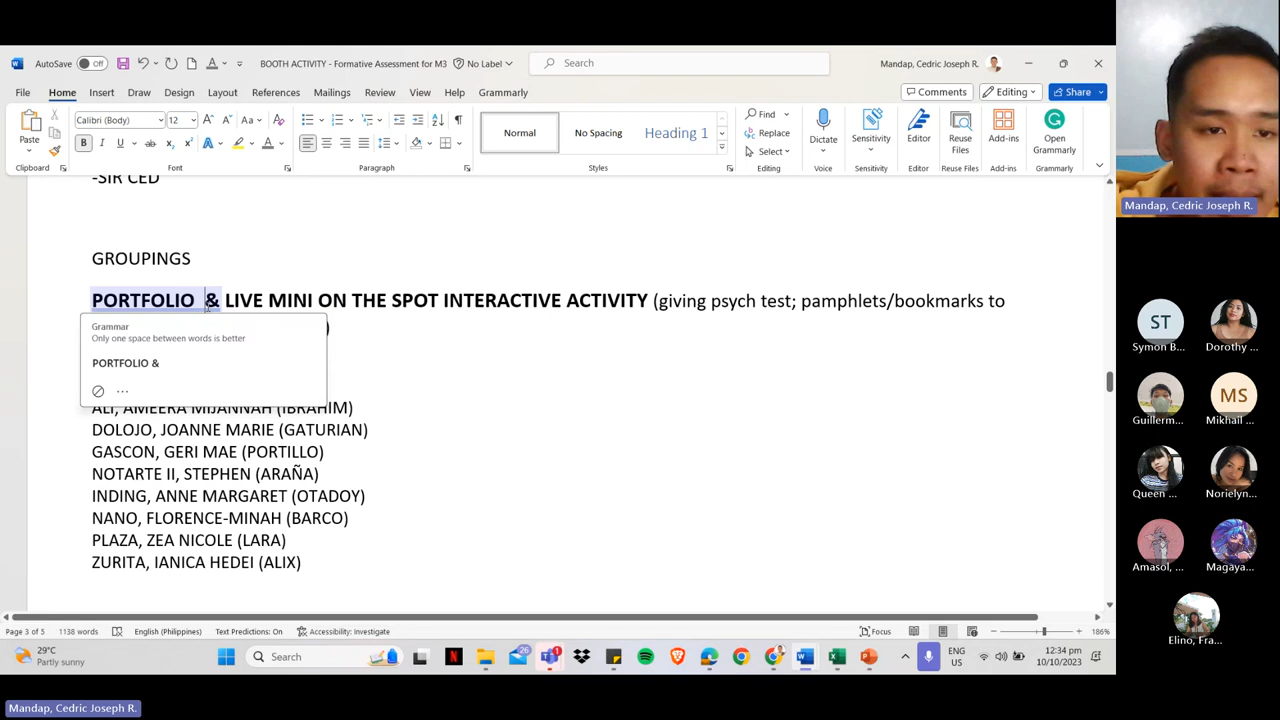 AutoSave Off
BOOTH ACTIVITY - Formative Assessment for M3
No Label
Search
Mandap, Cedric Joseph R.
File Home Insert Draw Design Layout References Mailings Review View Help Grammarly
Comments Editing Share
Paste
Calibri (Body) 12
Normal No Spacing Heading 1
Find
Replace
Select
Dictate
Sensitivity
Editor
Reuse
Files
Add-ins
Open
Grammarly
Clipboard Font Paragraph Styles Editing Voice Sensitivity Editor Reuse Files Add-ins Grammarly
-SIR CED
GROUPINGS
PORTFOLIO & LIVE MINI ON THE SPOT INTERACTIVE ACTIVITY (giving psych test; pamphlets/bookmarks to
)
Grammar
Only one space between words is better
PORTFOLIO &
ALI, AMEERA MIJANNAH (IBRAHIM)
DOLOJO, JOANNE MARIE (GATURIAN)
GASCON, GERI MAE (PORTILLO)
NOTARTE II, STEPHEN (ARAÑA)
INDING, ANNE MARGARET (OTADOY)
NANO, FLORENCE-MINAH (BARCO)
PLAZA, ZEA NICOLE (LARA)
ZURITA, IANICA HEDEI (ALIX)
Page 3 of 5 1138 words English (Philippines) Text Predictions: On Accessibility: Investigate Focus 186%
29°C
Partly sunny
Search
26
1
ENG
US
12:34 pm
10/10/2023
Mandap, Cedric Joseph R.
ST
Symon B...
Dorothy ...
Guillerm...
MS
Mikhail ...
Queen ...
Norielyn...
Amasol, ...
Magaya...
Elino, Fra...
Mandap, Cedric Joseph R.